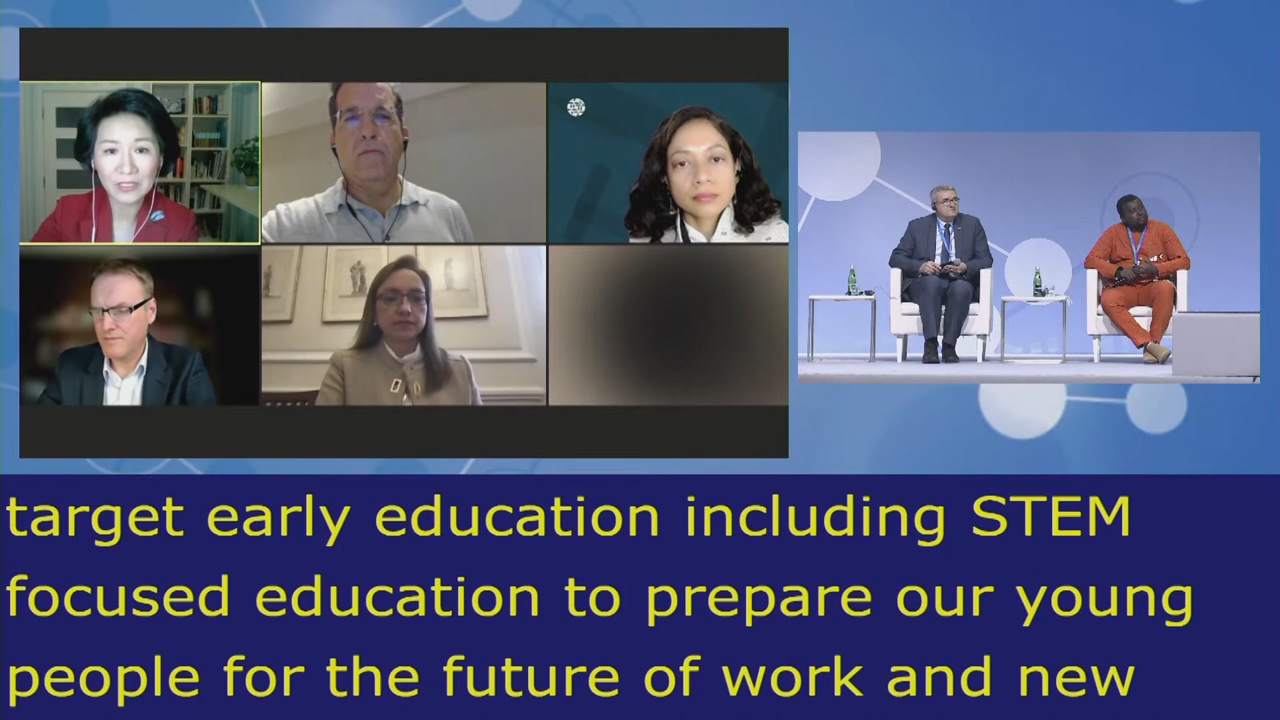 target early education including STEM
focused education to prepare our young
people for the future of work and new